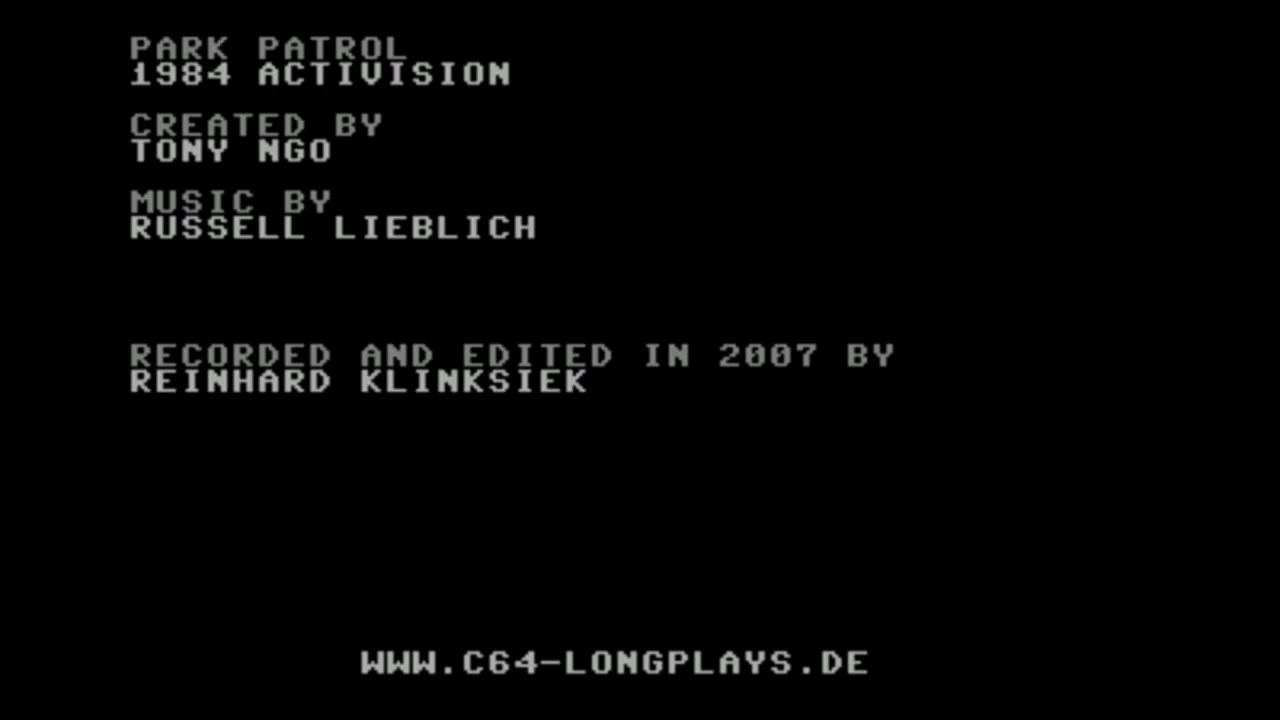 PARK PATROL
1984 ACTIVISION
CREATED BY
TONY NGO
MUSIC BY
RUSSELL LIEBLICH
RECORDED AND EDITED IN 2007 BY
REINHARD KLINKSIEK
WWW.C64-LONGPLAYS.DE